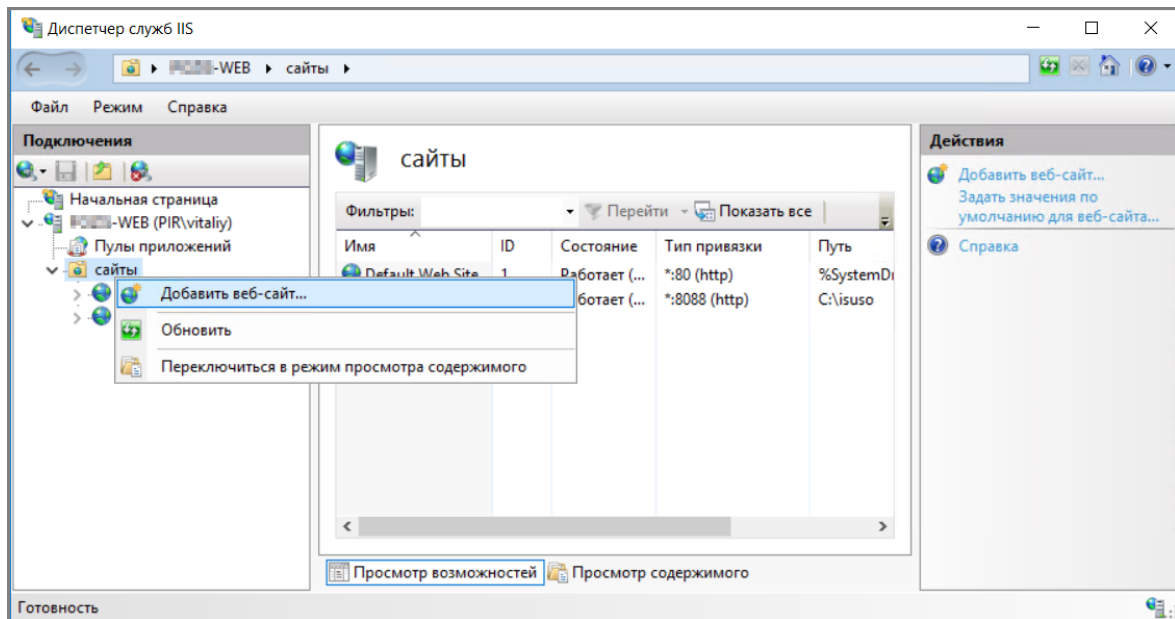 Диспетчер служб IIS
-WEB сайты
Файл Режим Справка
Подключения
Начальная страница
-WEB (PIR\vitaliy)
Пулы приложений
сайты
Добавить веб-сайт...
Обновить
Переключиться в режим просмотра содержимого
сайты
Фильтры: Перейти Показать все
Имя ID Состояние Тип привязки Путь
Default Web Site 1 Работает (... *:80 (http) %SystemD
ботает (... *:8088 (http) C:\isuso
Просмотр возможностей Просмотр содержимого
Действия
Добавить веб-сайт...
Задать значения по
умолчанию для веб-сайта...
Справка
Готовность